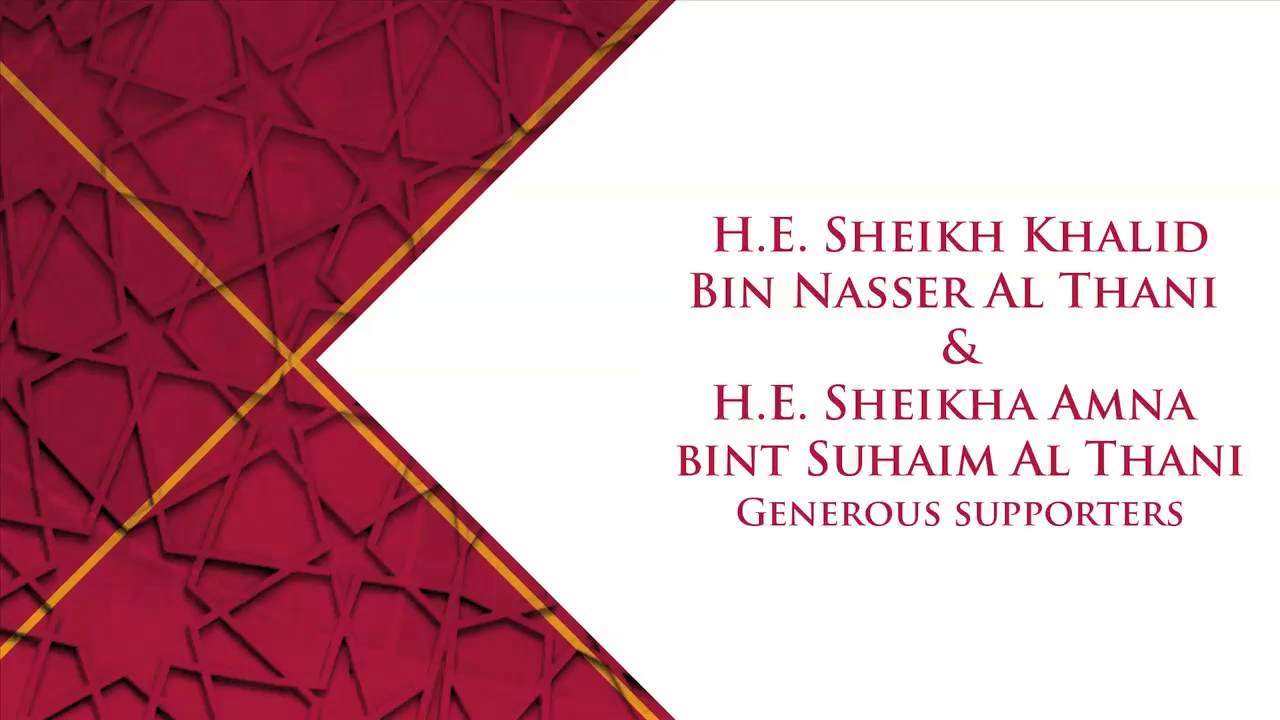 H.E. Sheikh Khalid
Bin Nasser Al Thani
&
H.E. Sheikha Amna
bint Suhaim Al Thani
Generous supporters